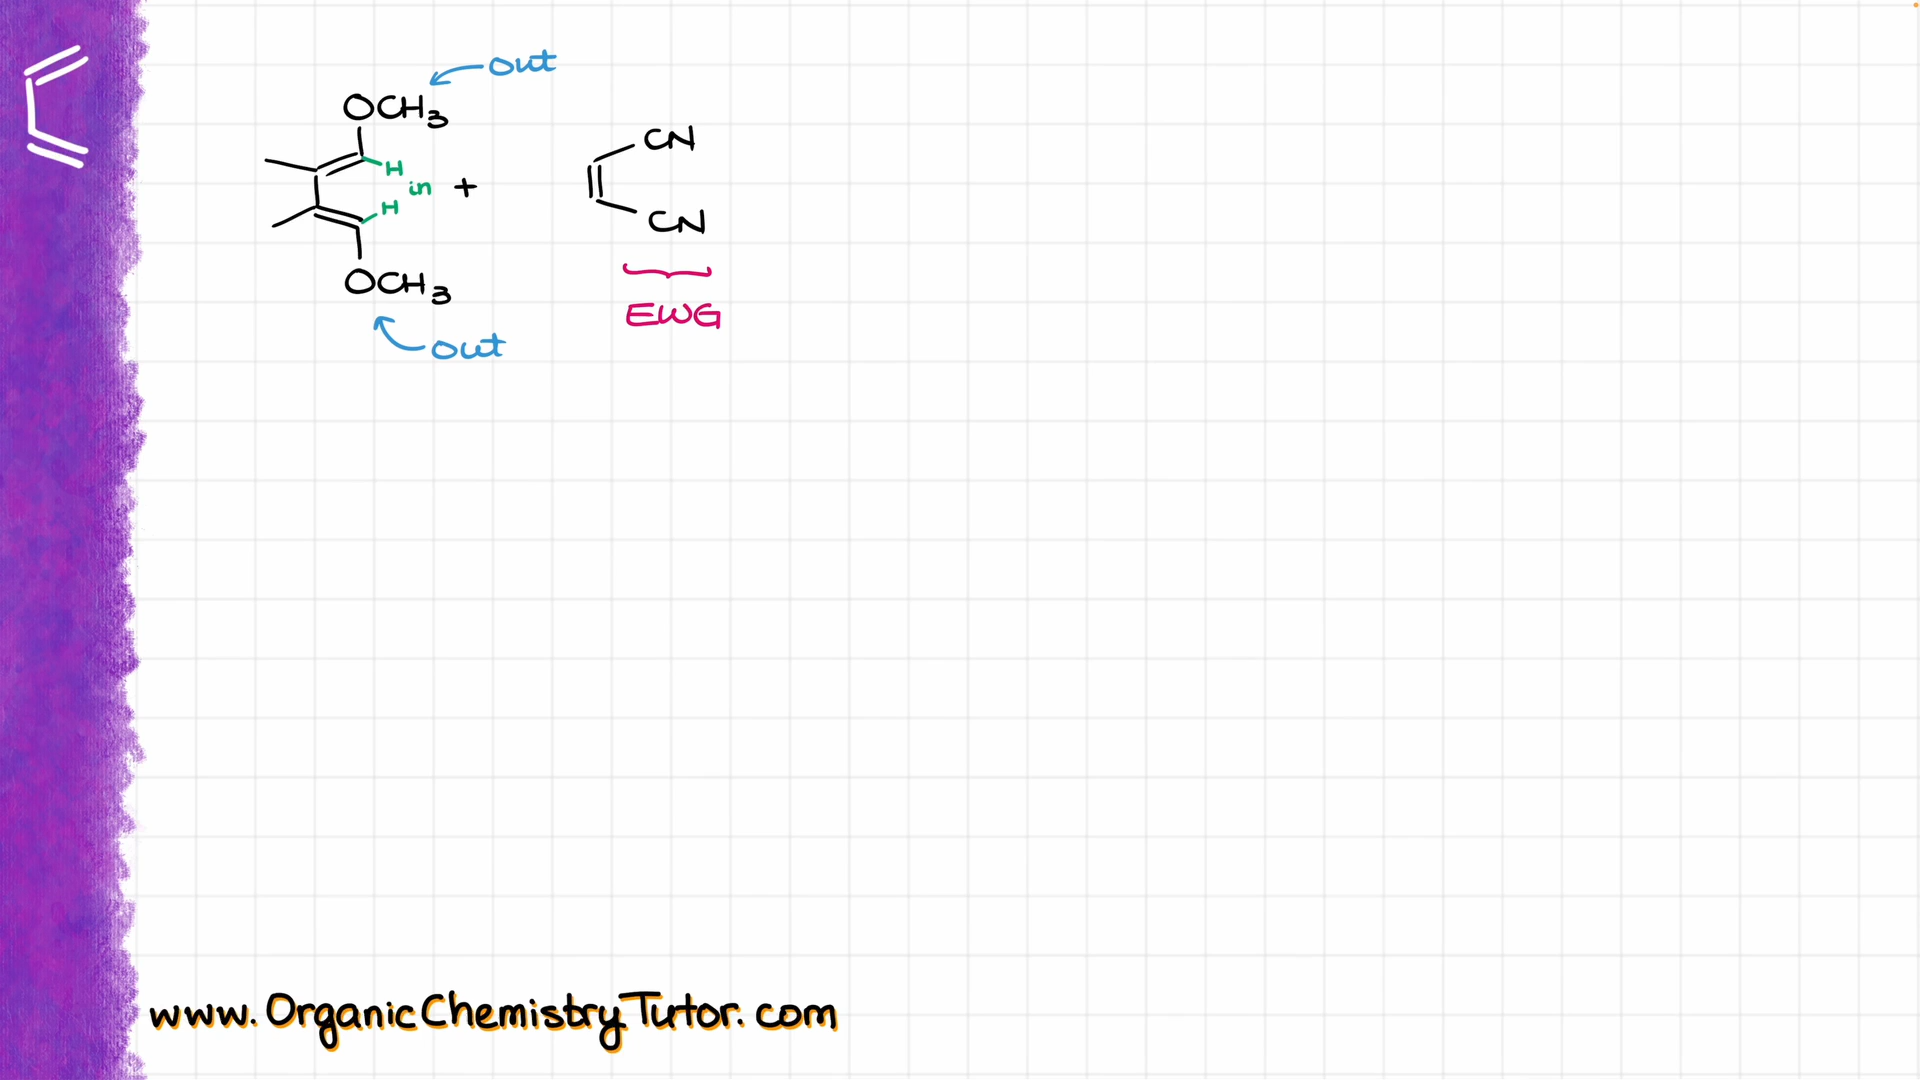 out
OCH3
CN
H
in +
H
CN
OCH3
EWG
out
www.OrganicChemistryTutor.com